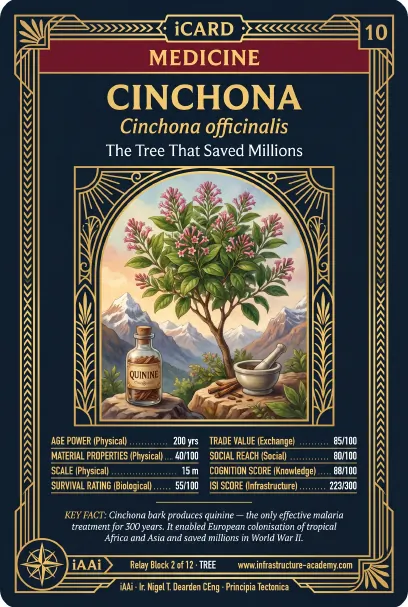 iCARD
10
MEDICINE
CINCHONA
Cinchona officinalis
The Tree That Saved Millions
QUININE
AGE POWER (Physical) ............ 200 yrs
MATERIAL PROPERTIES (Physical) ... 40/100
SCALE (Physical) .................. 15 m
SURVIVAL RATING (Biological) ..... 55/100
TRADE VALUE (Exchange) .......... 85/100
SOCIAL REACH (Social) ............ 80/100
COGNITION SCORE (Knowledge) .... 88/100
ISI SCORE (Infrastructure) ........ 223/300
KEY FACT: Cinchona bark produces quinine — the only effective malaria
treatment for 300 years. It enabled European colonisation of tropical
Africa and Asia and saved millions in World War II.
iAAi
Relay Block 2 of 12 · TREE
www.infrastructure-academy.com
iAAi · Ir. Nigel T. Dearden CEng · Principia Tectonica